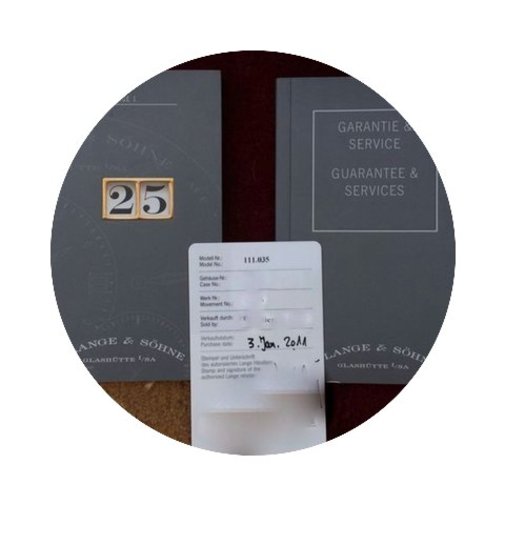 SÖHNE
25
LANGE & SÖHNE
GLASHÜTTE I/SA
GARANTIE &
SERVICE
GUARANTEE &
SERVICES
LANGE & SÖHN
GLASHÜTTE I/SA
Modell-Nr.:
Model No.: 111.035
Gehäuse-Nr.:
Case No.:
Werk Nr.:
Movement No.:
Verkauft durch:
Sold by:
Verkaufsdatum:
Purchase date: 3. Jan. 2011
Stempel und Unterschrift
des autorisierten Lange Händlers
Stamp and signature of the
authorised Lange retailer